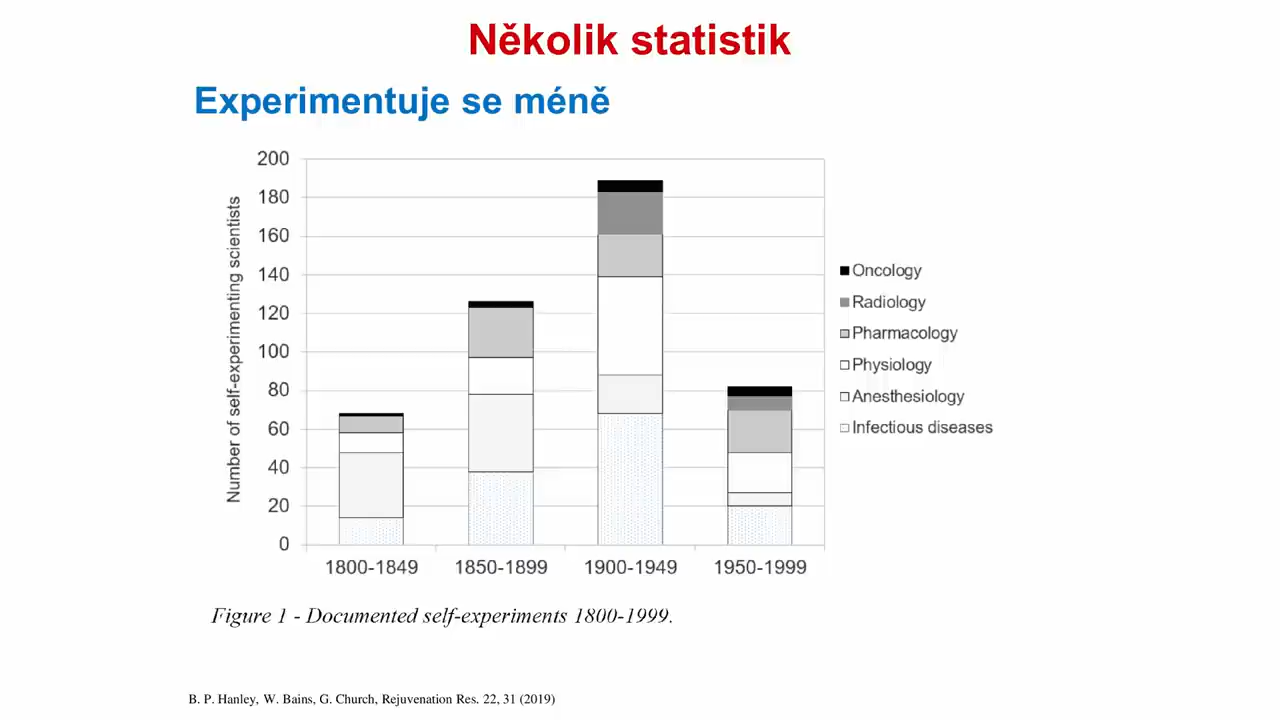 Několik statistik
Experimentuje se méně
200
180
160
140
120
100
80
60
40
20
0
Number of self-experimenting scientists
1800-1849
1850-1899
1900-1949
1950-1999
Oncology
Radiology
Pharmacology
Physiology
Anesthesiology
Infectious diseases
Figure 1 - Documented self-experiments 1800-1999.
B. P. Hanley, W. Bains, G. Church, Rejuvenation Res. 22, 31 (2019)